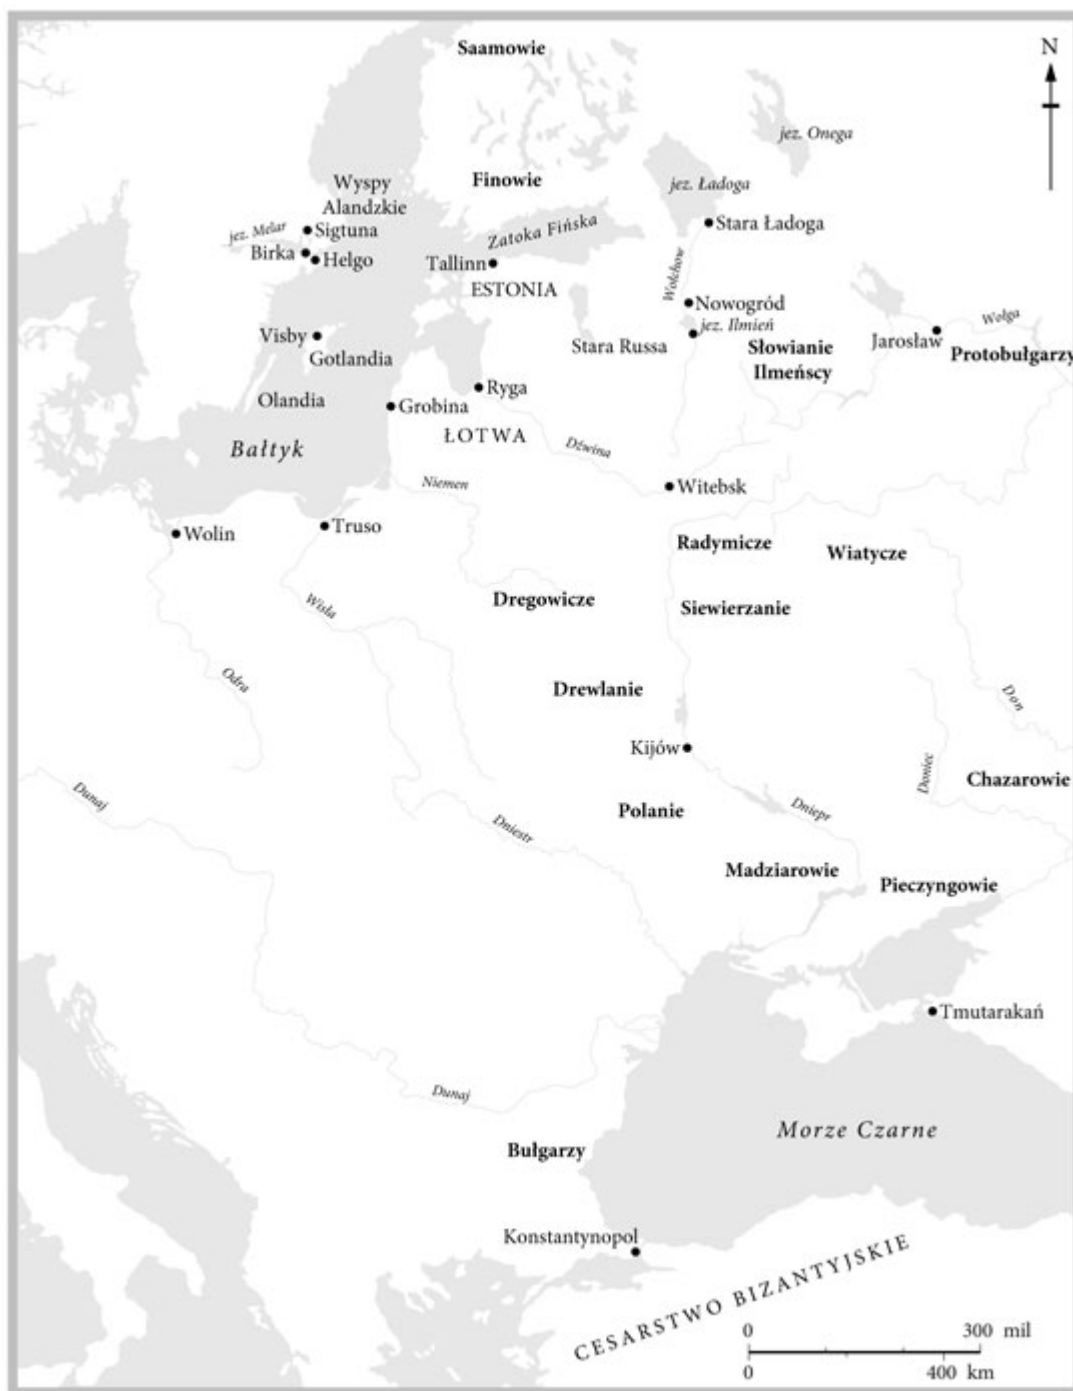 Saamowie
N
jez. Onega
Finowie
jez. Ładoga
Wyspy
Alandzkie
jez. Melar
Sigtuna
Zatoka Fińska
Stara Ładoga
Birka
Helgo
Tallinn
ESTONIA
Wołchow
Nowogród
jez. Ilmień
Wołga
Visby
Gotlandia
Stara Russa
Słowianie
Ilmeńscy
Jarosław
Protobułgarzy
Ryga
Olandia
Grobina
ŁOTWA
Bałtyk
Dźwina
Niemen
Witebsk
Wolin
Truso
Radymicze
Wiatycze
Wisła
Dregowicze
Siewierzanie
Odra
Drewlanie
Don
Kijów
Doniec
Chazarowie
Dunaj
Polanie
Dniepr
Dniestr
Madziarowie
Pieczyngowie
Tmutarakań
Dunaj
Morze Czarne
Bułgarzy
Konstantynopol
CESARSTWO BIZANTYJSKIE
0 300 mil
0 400 km